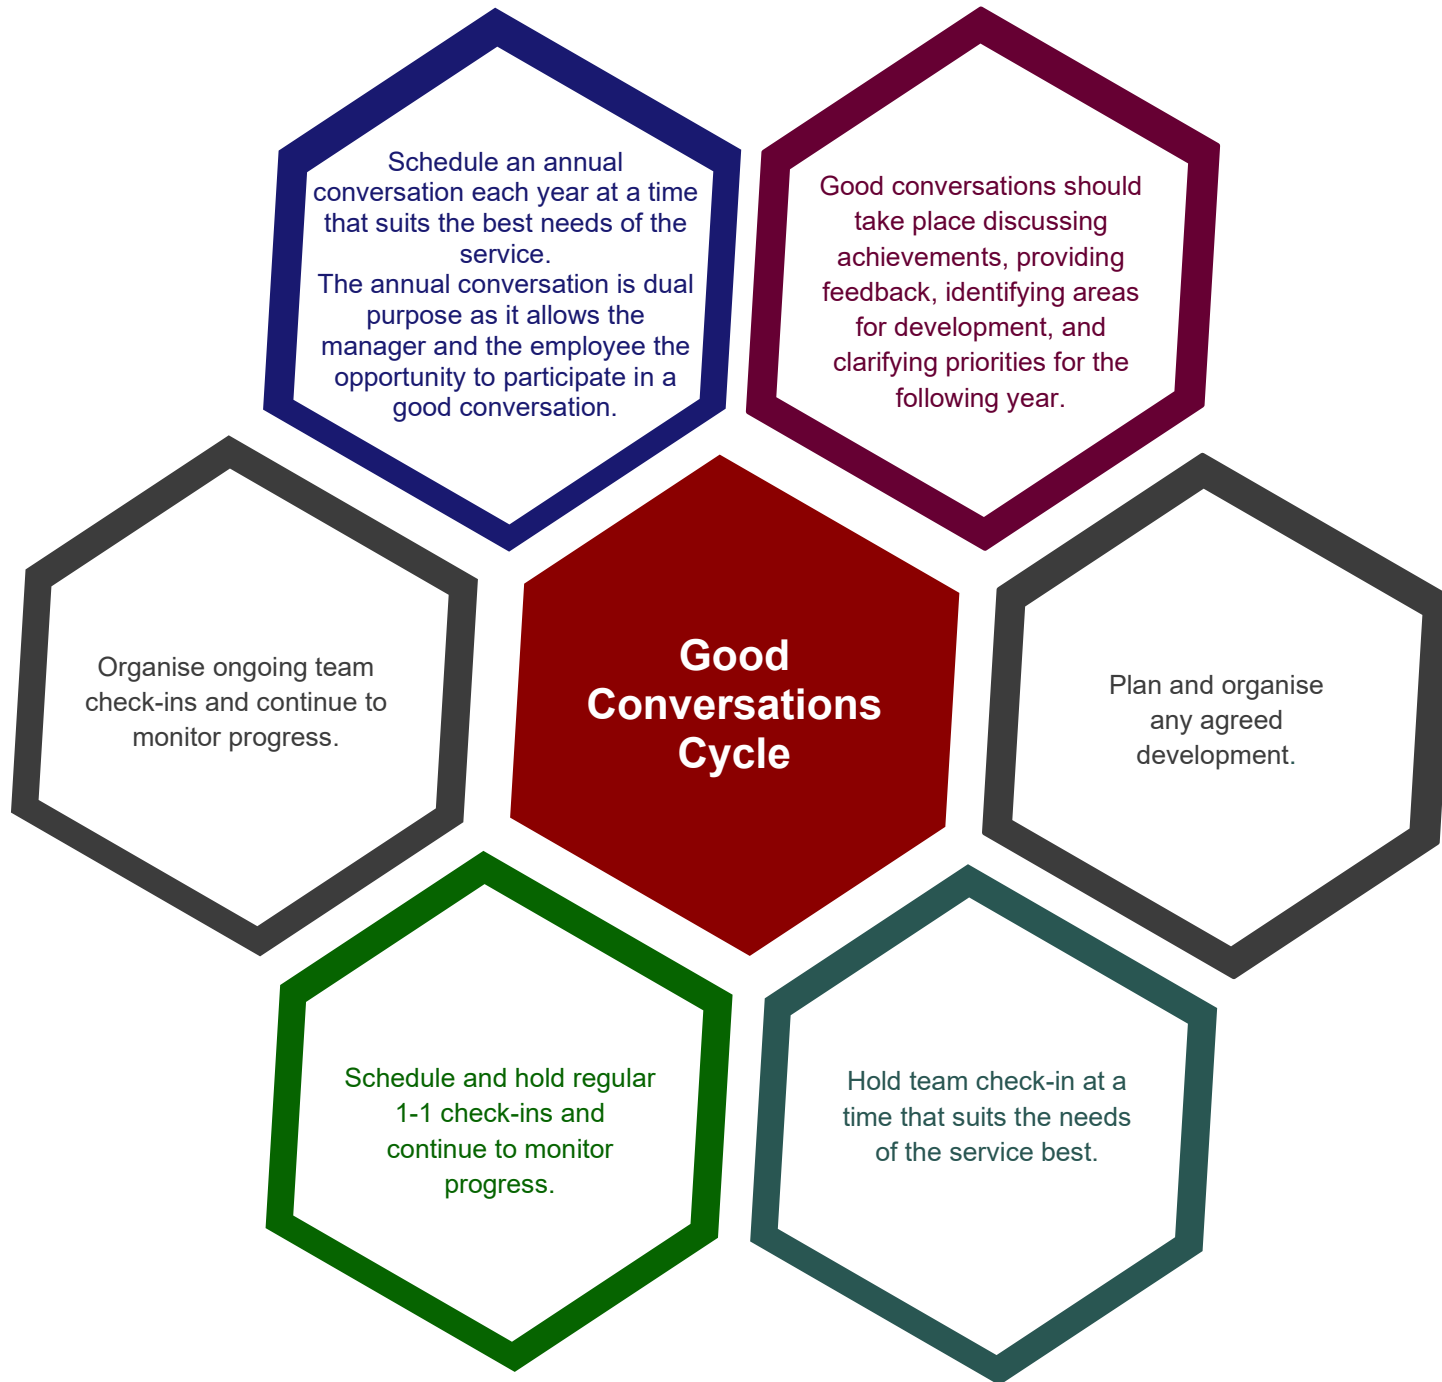 Schedule an annual
conversation each year at a time
that suits the best needs of the
service.
The annual conversation is dual
purpose as it allows the
manager and the employee the
opportunity to participate in a
good conversation.
Good conversations should
take place discussing
achievements, providing
feedback, identifying areas
for development, and
clarifying priorities for the
following year.
Organise ongoing team
check-ins and continue to
monitor progress.
Good
Conversations
Cycle
Plan and organise
any agreed
development.
Schedule and hold regular
1-1 check-ins and
continue to monitor
progress.
Hold team check-in at a
time that suits the needs
of the service best.